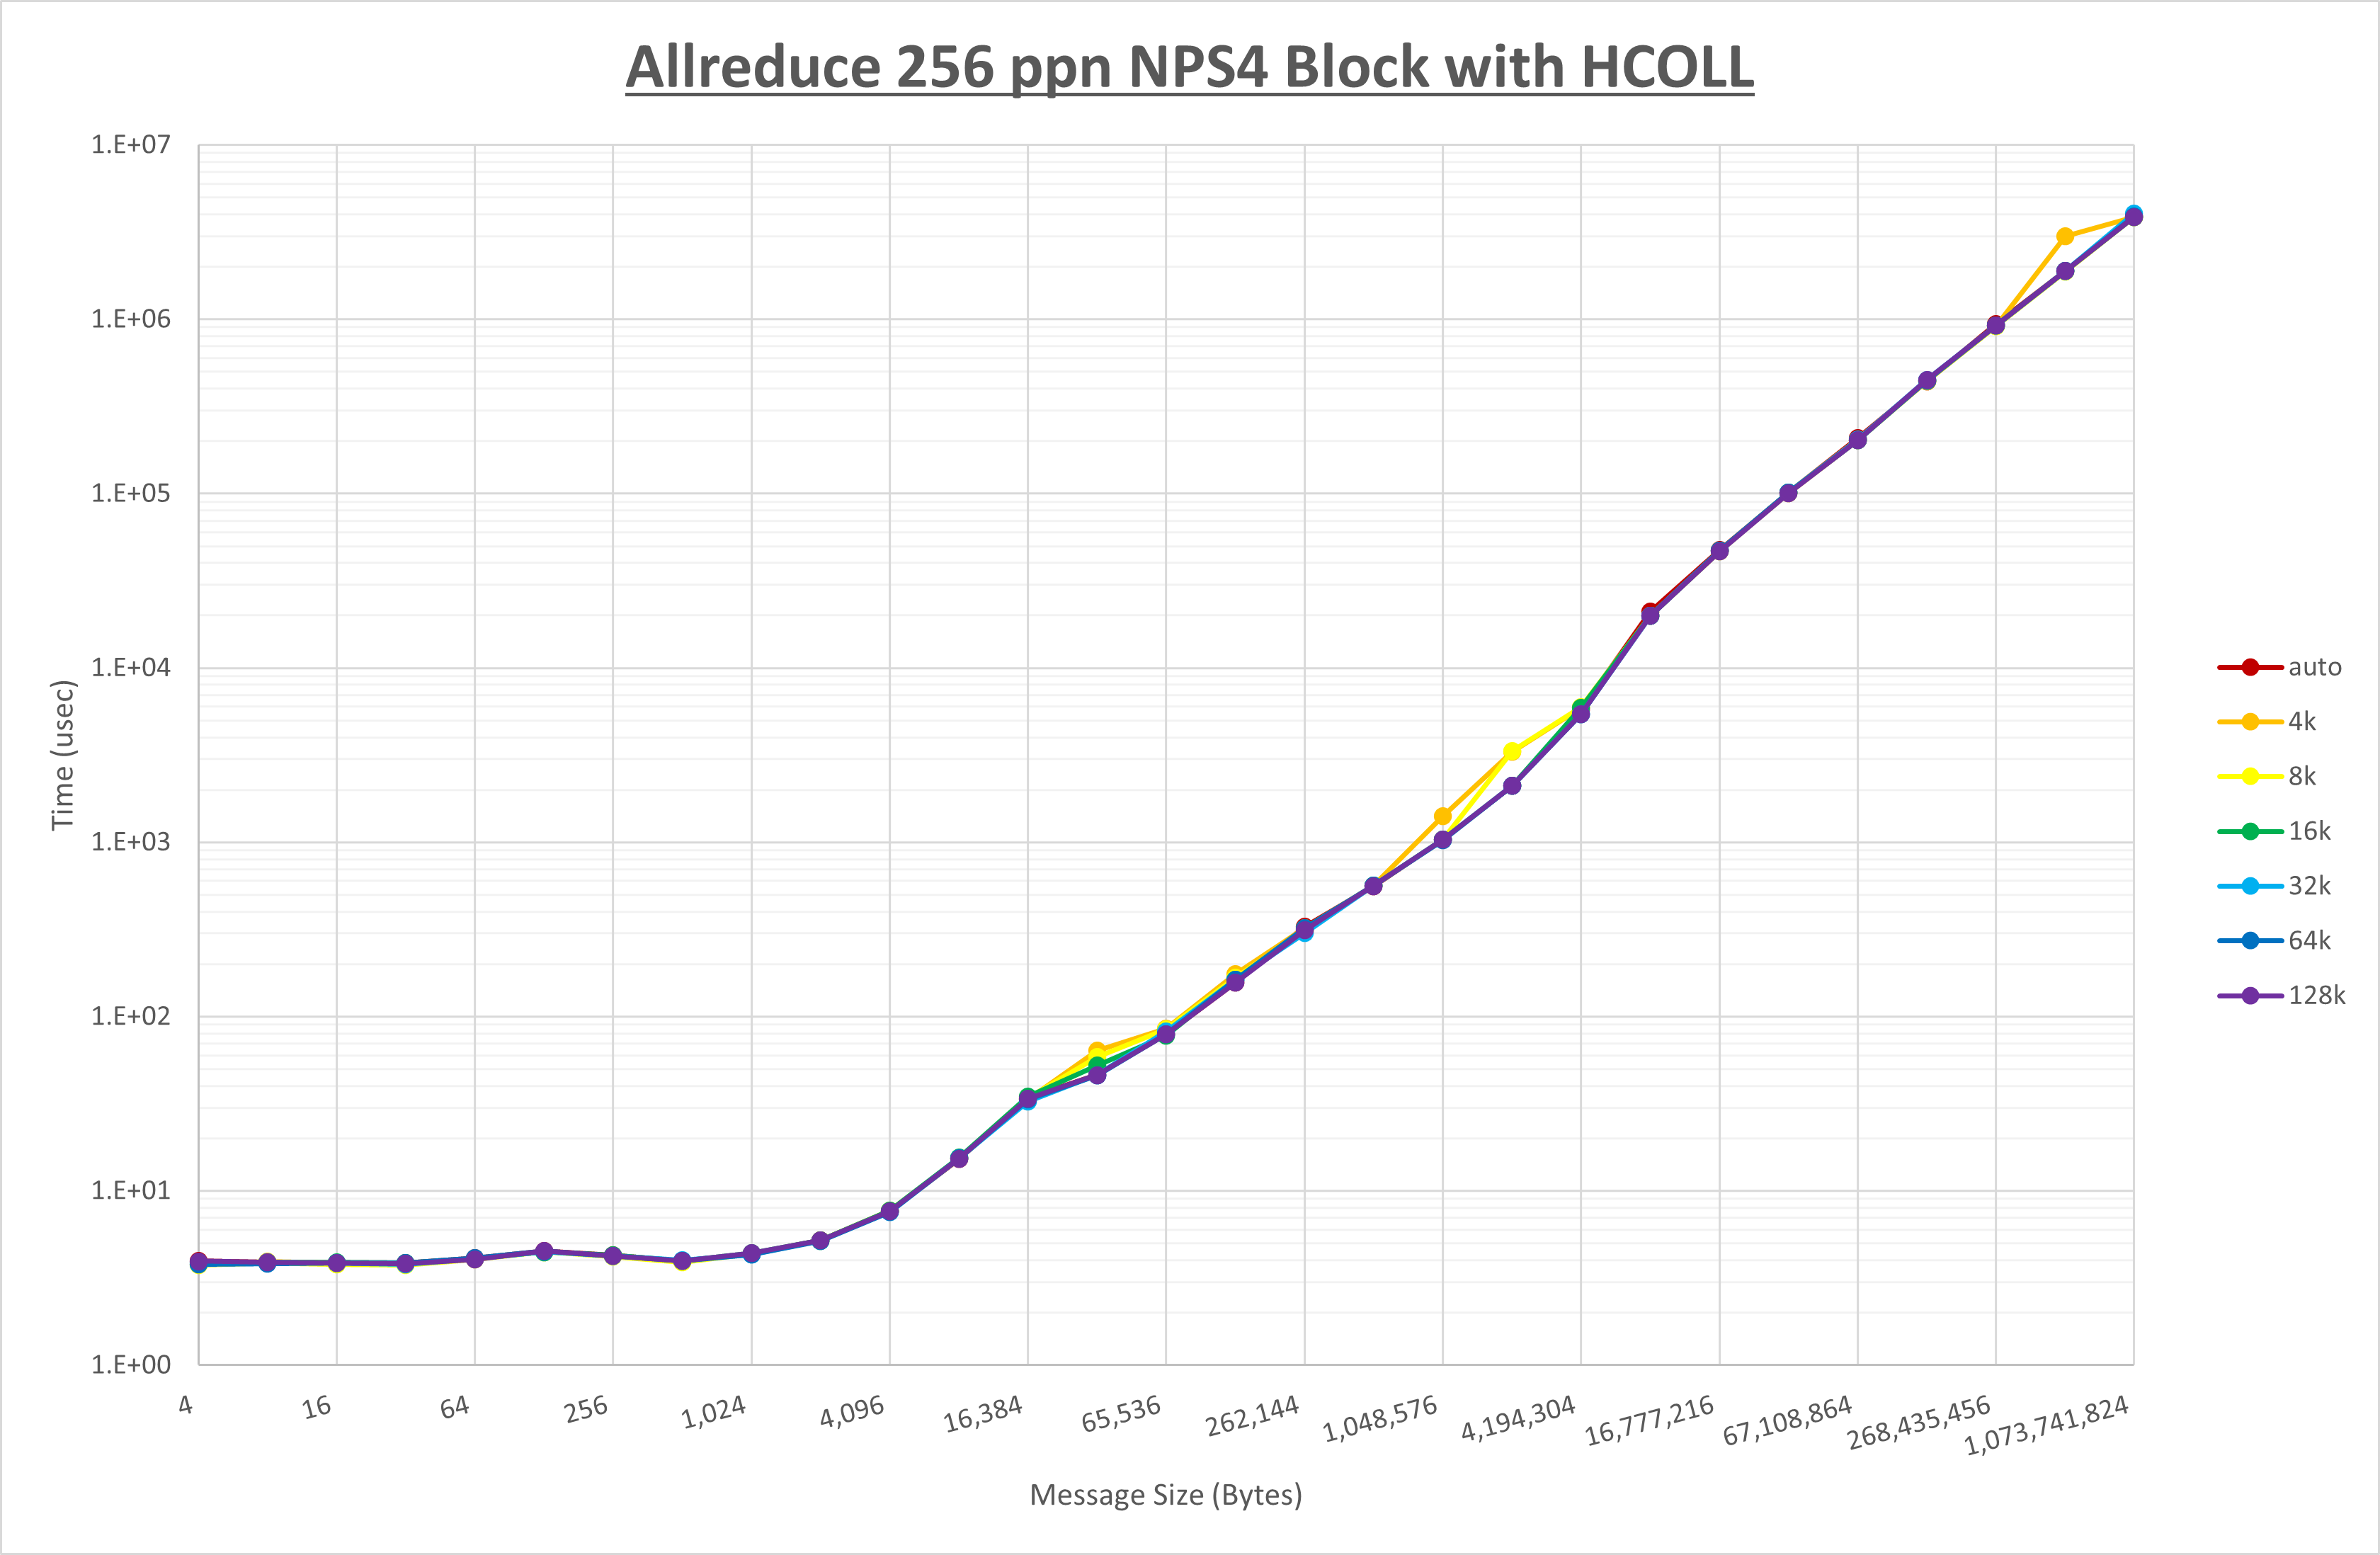 Allreduce 256 ppn NPS4 Block with HCOLL
1.E+07
1.E+06
1.E+05
1.E+04
1.E+03
1.E+02
1.E+01
1.E+00
Time (usec)
4
16
64
256
1,024
4,096
16,384
65,536
262,144
1,048,576
4,194,304
16,777,216
67,108,864
268,435,456
1,073,741,824
Message Size (Bytes)
auto
4k
8k
16k
32k
64k
128k